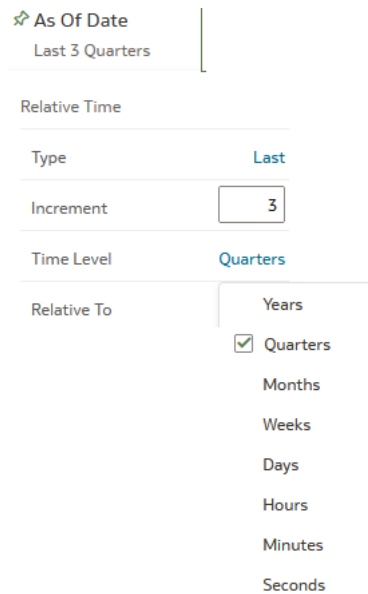 As Of Date
Last 3 Quarters
Relative Time
Type Last
Increment 3
Time Level Quarters
Relative To
Years
Quarters
Months
Weeks
Days
Hours
Minutes
Seconds